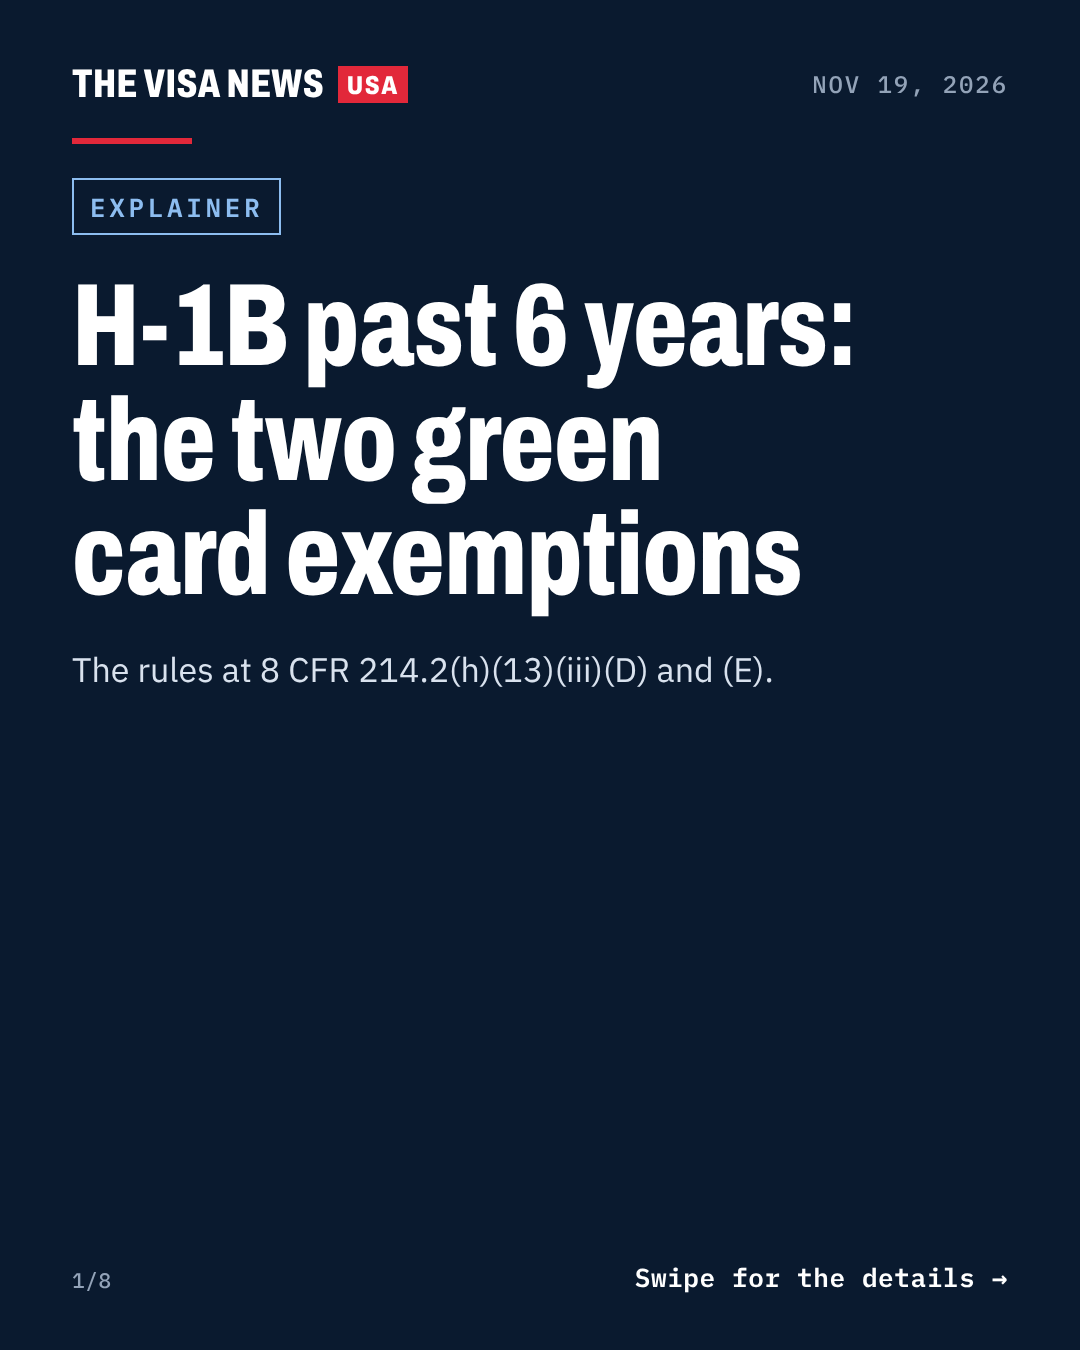 THE VISA NEWS USA
NOV 19, 2026
EXPLAINER
H-1B past 6 years:
the two green
card exemptions
The rules at 8 CFR 214.2(h)(13)(iii)(D) and (E).
1/8
Swipe for the details →